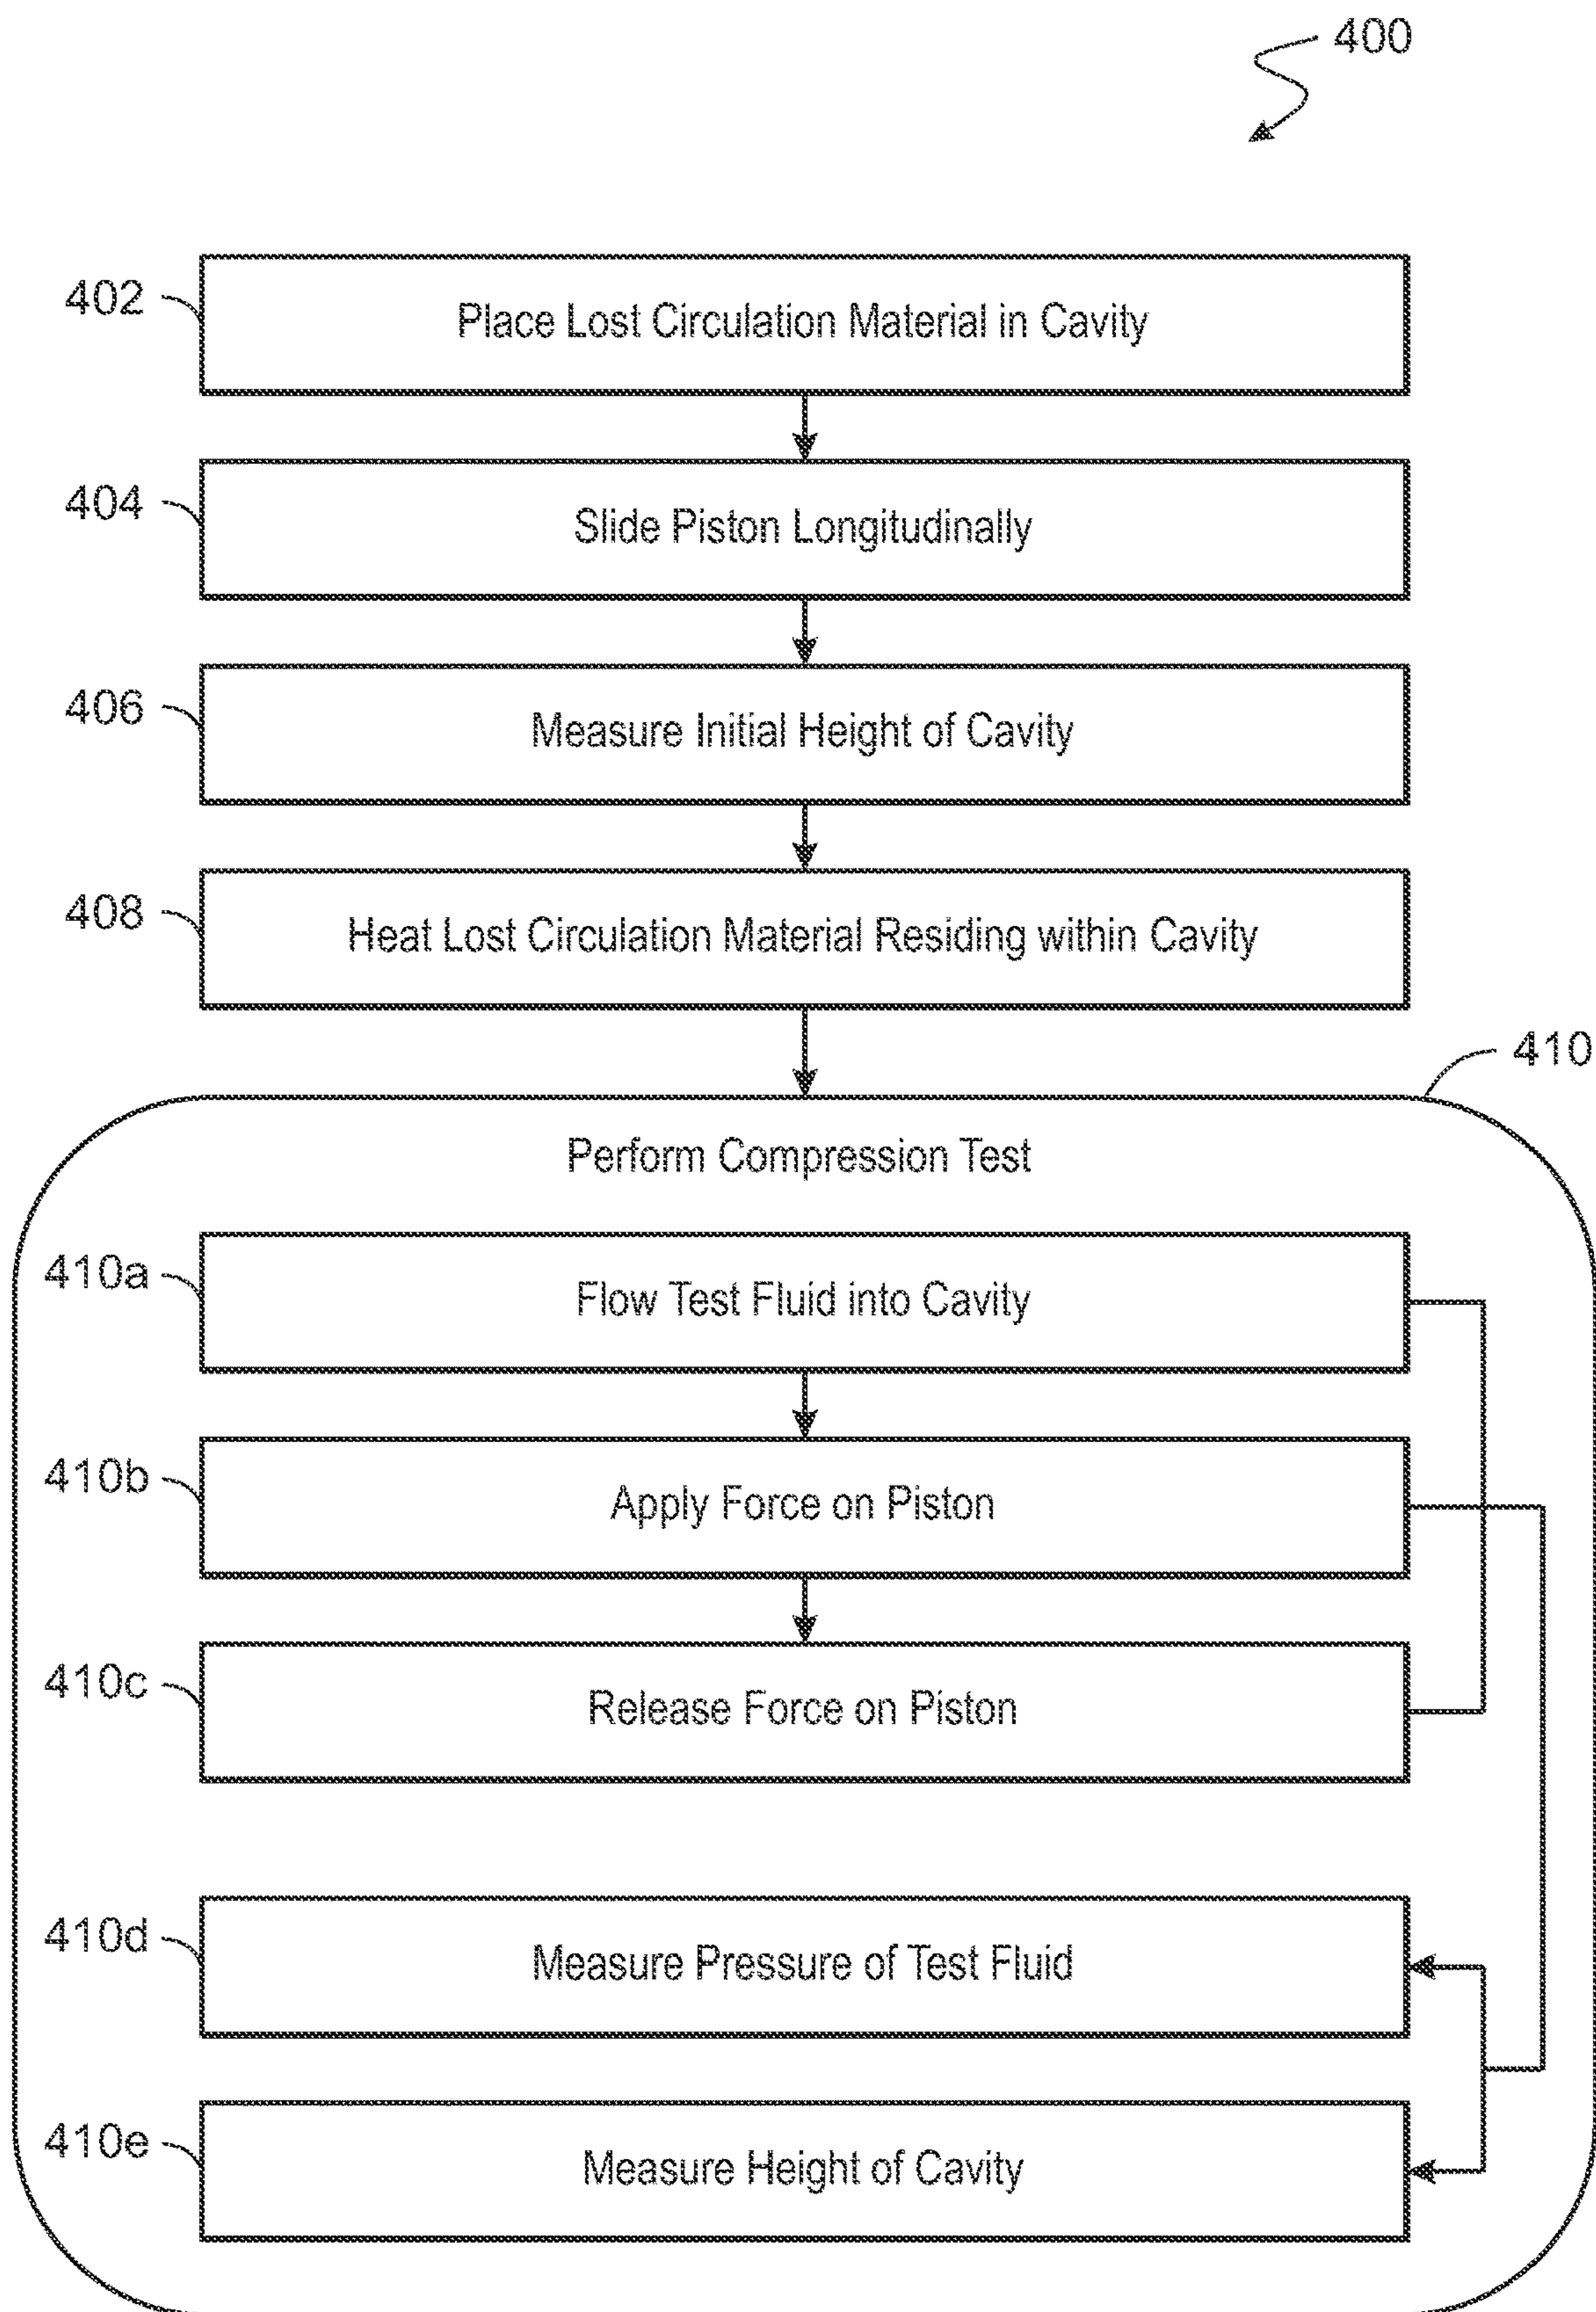 400
402
Place Lost Circulation Material in Cavity
404
Slide Piston Longitudinally
406
Measure Initial Height of Cavity
408
Heat Lost Circulation Material Residing within Cavity
410
Perform Compression Test
410a
Flow Test Fluid into Cavity
410b
Apply Force on Piston
410c
Release Force on Piston
410d
Measure Pressure of Test Fluid
410e
Measure Height of Cavity